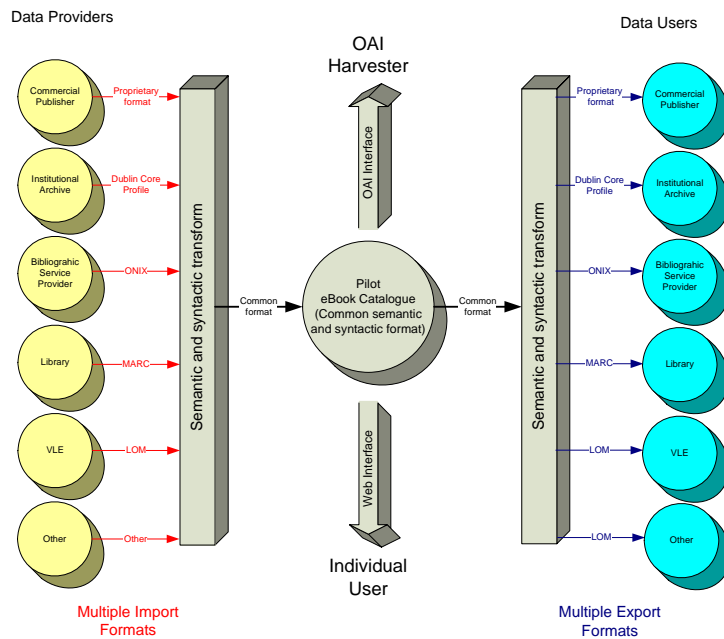 Data Providers
Data Users
OAI
Harvester
Commercial
Publisher
Proprietary
format
Institutional
Archive
Dublin Core
Profile
Bibliograhic
Service
Provider
ONIX
Library
MARC
VLE
LOM
Other
Other
Semantic and syntactic transform
Common
format
OAI Interface
Pilot
eBook Catalogue
(Common semantic
and syntactic format)
Web Interface
Individual
User
Common
format
Semantic and syntactic transform
Proprietary
format
Commercial
Publisher
Dublin Core
Profile
Institutional
Archive
ONIX
Bibliograhic
Service
Provider
MARC
Library
LOM
VLE
LOM
Other
Multiple Import
Formats
Multiple Export
Formats